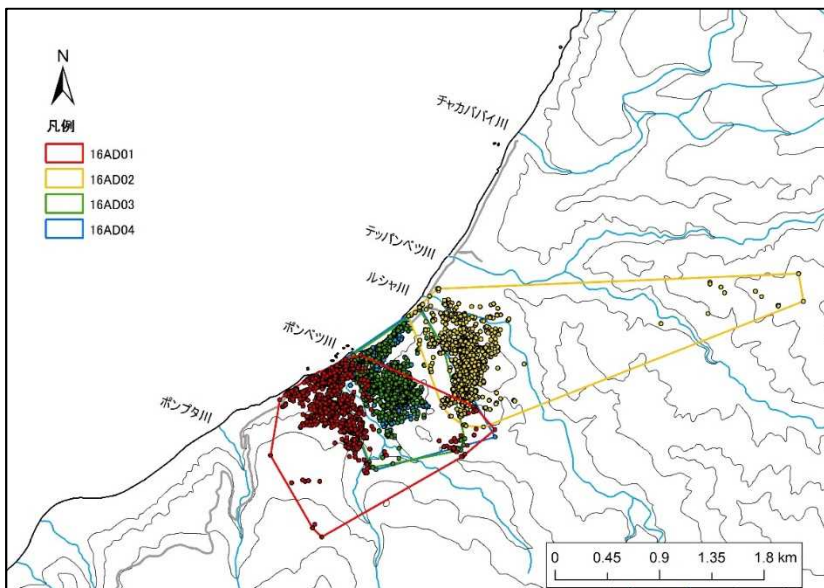 N
凡例
16AD01
16AD02
16AD03
16AD04
チャカババイ川
テッパンベツ川
ルシャ川
ポンベツ川
ポンプタ川
0 0.45 0.9 1.35 1.8 km